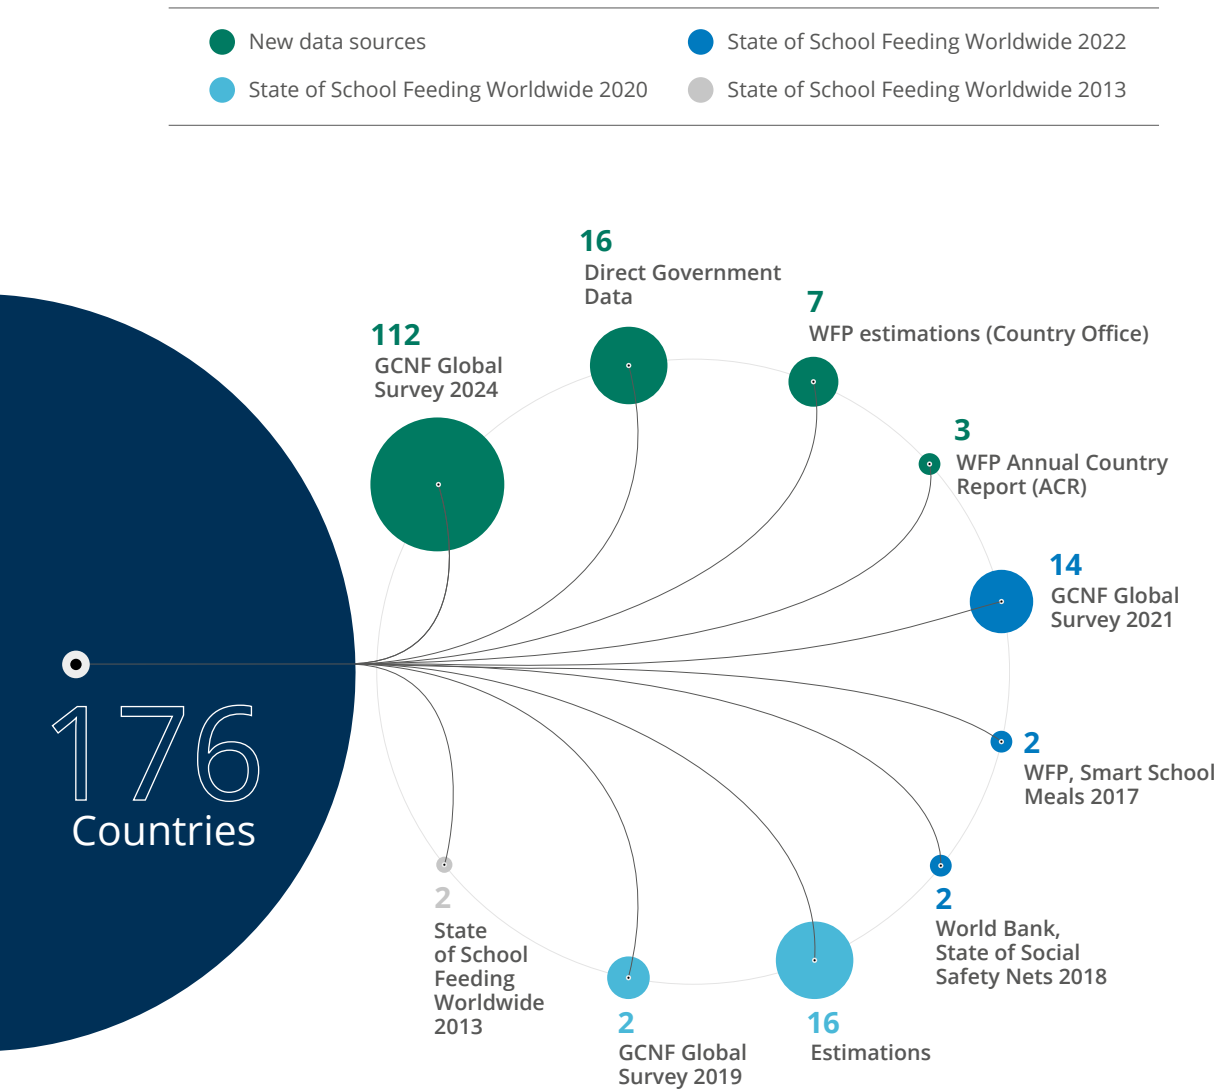 New data sources
State of School Feeding Worldwide 2022
State of School Feeding Worldwide 2020
State of School Feeding Worldwide 2013
16
Direct Government
Data
7
WFP estimations (Country Office)
112
GCNF Global
Survey 2024
3
WFP Annual Country
Report (ACR)
14
GCNF Global
Survey 2021
176
Countries
2
WFP, Smart School
Meals 2017
2
World Bank,
State of Social
Safety Nets 2018
2
State
of School
Feeding
Worldwide
2013
2
GCNF Global
Survey 2019
16
Estimations